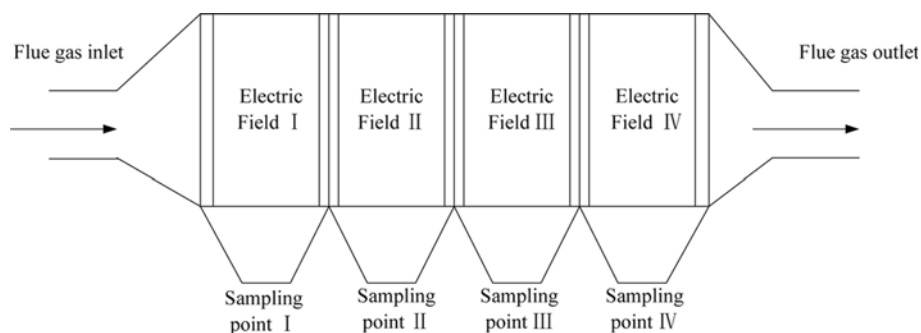 Flue gas inlet
Flue gas outlet
Electric
Field Ⅰ
Electric
Field Ⅱ
Electric
Field Ⅲ
Electric
Field Ⅳ
Sampling
point Ⅰ
Sampling
point Ⅱ
Sampling
point Ⅲ
Sampling
point Ⅳ